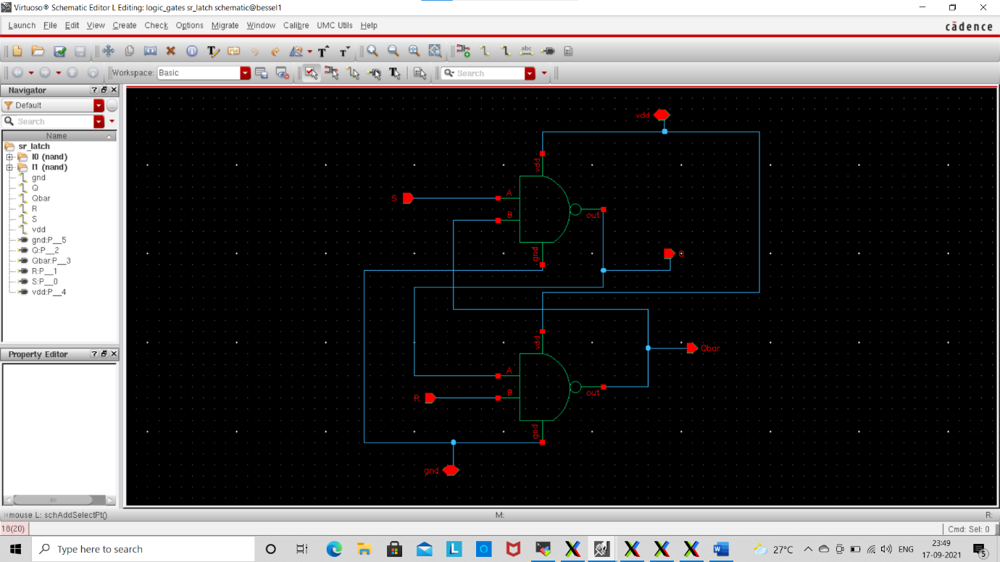 Virtuoso® Schematic Editor L Editing: logic_gates sr_latch schematic@bessel1
Launch File Edit View Create Check Options Migrate Window Calibre UMC Utils Help
cādence
Workspace: Basic
Search
Navigator
Default
Search
Name
sr_latch
I0 (nand)
I1 (nand)
gnd
Q
Qbar
R
S
vdd
gnd:P__5
Q:P__2
Qbar:P__3
R:P__1
S:P__0
vdd:P__4
Property Editor
vdd
vdd
S
A
B
out
gnd
Q
vdd
Qbar
A
R
B
out
gnd
gnd
mouse L: schAddSelectPt()
M:
R:
18(20)
Cmd: Sel: 0
Type here to search
27°C
ENG
23:49
17-09-2021
5